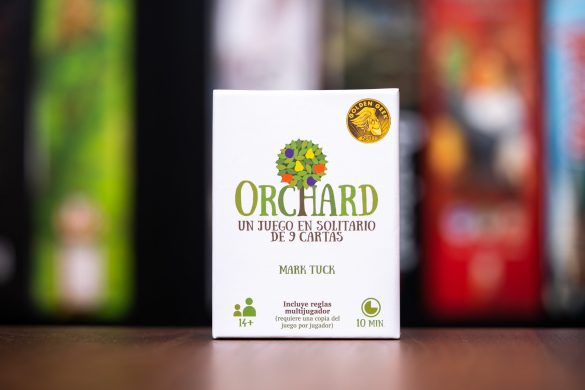 GOLDEN GEEK
ORCHARD
UN JUEGO EN SOLITARIO
DE 9 CARTAS
MARK TUCK
Incluye reglas
multijugador
(requiere una copia del
juego por jugador)
14+
10 MIN.